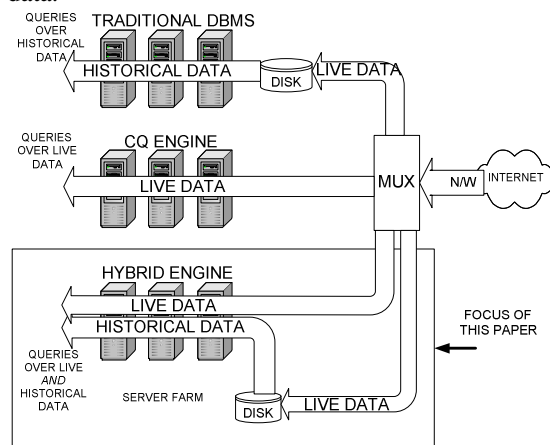 QUERIES
OVER
HISTORICAL
DATA
TRADITIONAL DBMS
HISTORICAL DATA
DISK
LIVE DATA
QUERIES
OVER LIVE
DATA
CQ ENGINE
LIVE DATA
MUX
N/W
INTERNET
HYBRID ENGINE
LIVE DATA
HISTORICAL DATA
QUERIES
OVER LIVE
AND
HISTORICAL
DATA
SERVER FARM
DISK
LIVE DATA
FOCUS OF
THIS PAPER